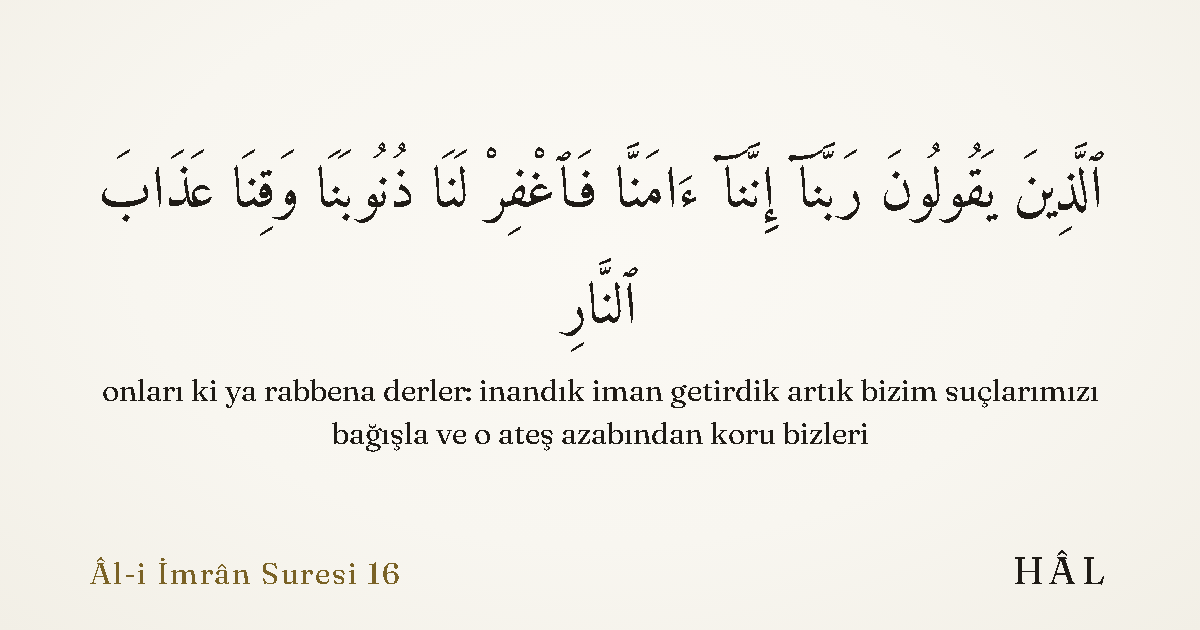 ٱلَّذِينَ يَقُولُونَ رَبَّنَآ إِنَّنَآ ءَامَنَّا فَٱغْفِرْ لَنَا ذُنُوبَنَا وَقِنَا عَذَابَ
ٱلنَّارِ
onları ki ya rabbena derler: inandık iman getirdik artık bizim suçlarımızı
bağışla ve o ateş azabından koru bizleri
Âl-i İmrân Suresi 16
HÂL